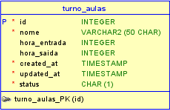 turno_aulas
P * id INTEGER
* nome VARCHAR2 (50 CHAR)
hora_entrada INTEGER
hora_saida INTEGER
* created_at TIMESTAMP
* updated_at TIMESTAMP
* status CHAR (1)
turno_aulas_PK (id)